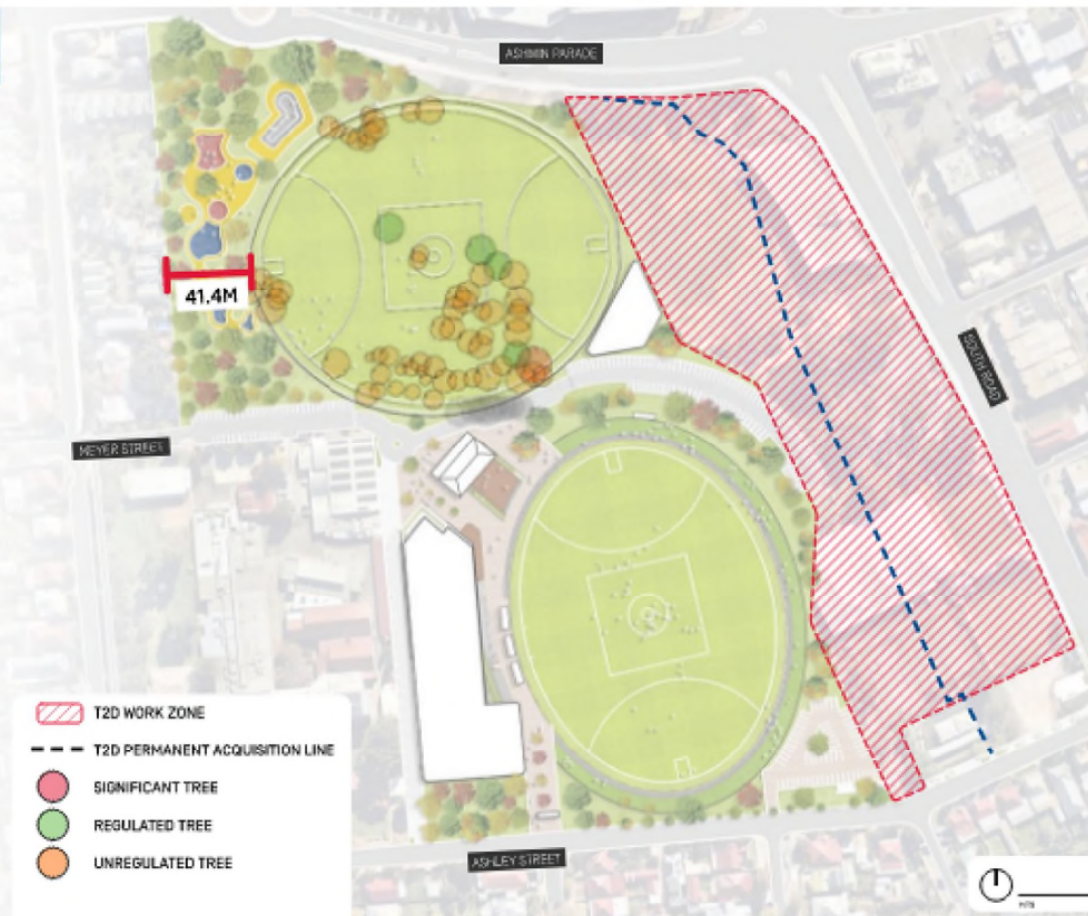 ASHWIN PARADE
41.4M
SOUTH ROAD
MEYER STREET
T2D WORK ZONE
T2D PERMANENT ACQUISITION LINE
SIGNIFICANT TREE
REGULATED TREE
UNREGULATED TREE
ASHLEY STREET